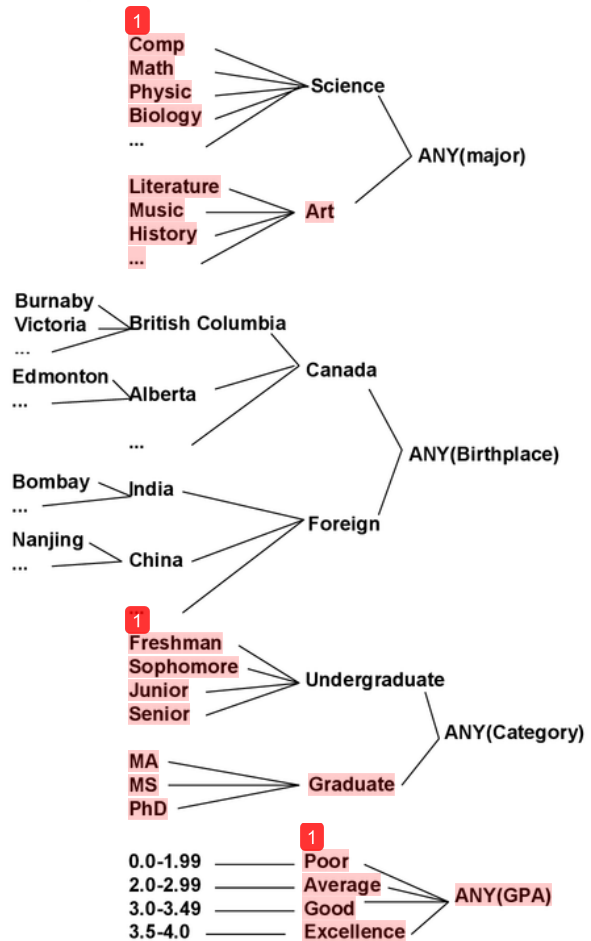 1
Comp
Math
Physic
Biology
...
Science
ANY(major)
Literature
Music
History
...
Art
Burnaby
Victoria
...
British Columbia
Edmonton
...
Alberta
...
Canada
ANY(Birthplace)
Bombay
...
India
Nanjing
...
China
...
Foreign
1
Freshman
Sophomore
Junior
Senior
Undergraduate
ANY(Category)
MA
MS
PhD
Graduate
1
0.0-1.99 Poor
2.0-2.99 Average
3.0-3.49 Good
3.5-4.0 Excellence
ANY(GPA)